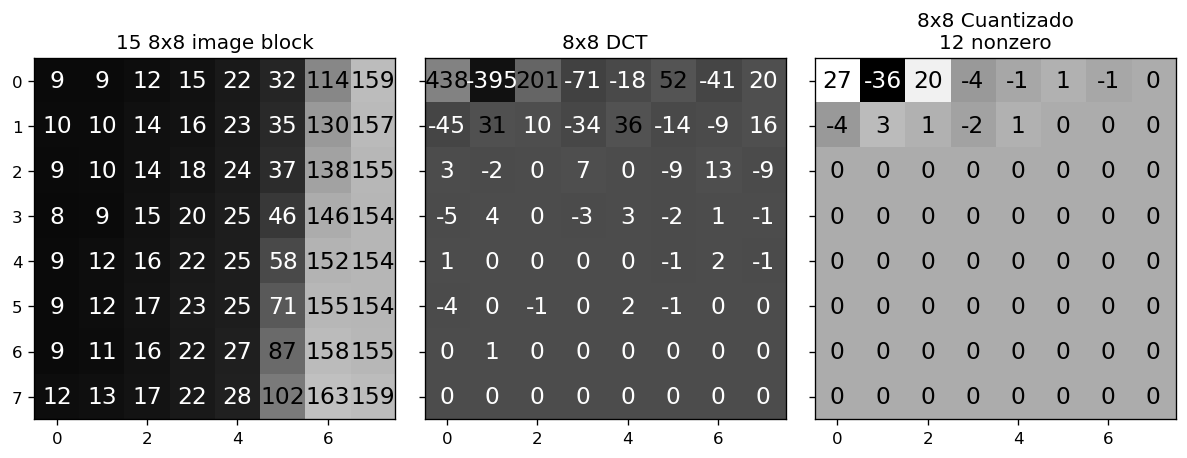 15 8x8 image block
8x8 DCT
8x8 Cuantizado
12 nonzero
0 9 9 12 15 22 32 114 159
1 10 10 14 16 23 35 130 157
2 9 10 14 18 24 37 138 155
3 8 9 15 20 25 46 146 154
4 9 12 16 22 25 58 152 154
5 9 12 17 23 25 71 155 154
6 9 11 16 22 27 87 158 155
7 12 13 17 22 28 102 163 159
0 2 4 6
438 -395 201 -71 -18 52 -41 20
-45 31 10 -34 36 -14 -9 16
3 -2 0 7 0 -9 13 -9
-5 4 0 -3 3 -2 1 -1
1 0 0 0 0 -1 2 -1
-4 0 -1 0 2 -1 0 0
0 1 0 0 0 0 0 0
0 0 0 0 0 0 0 0
0 2 4 6
27 -36 20 -4 -1 1 -1 0
-4 3 1 -2 1 0 0 0
0 0 0 0 0 0 0 0
0 0 0 0 0 0 0 0
0 0 0 0 0 0 0 0
0 0 0 0 0 0 0 0
0 0 0 0 0 0 0 0
0 0 0 0 0 0 0 0
0 2 4 6